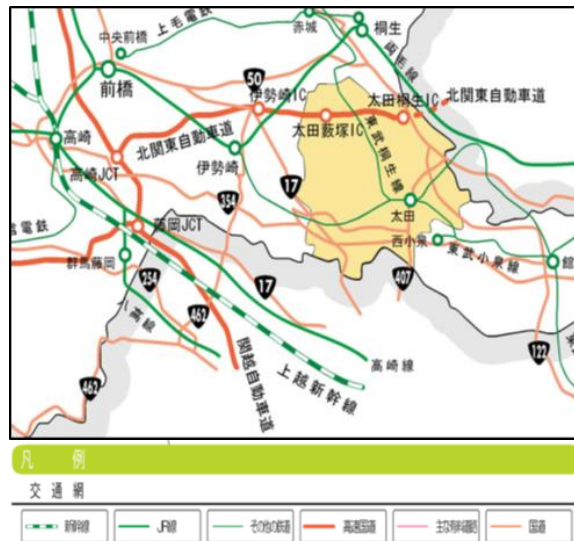 上毛電鉄
赤城
桐生
両毛線
中央前橋
前橋
50
伊勢崎IC
太田桐生IC
北関東自動車道
太田藪塚IC
高崎
北関東自動車道
高崎JCT
伊勢崎
東武桐生線
17
354
太田
電鉄
藤岡JCT
西小泉
東武小泉線
館
群馬藤岡
254
17
407
八高線
462
関越自動車道
上越新幹線
高崎線
122
462
凡 例
交 通 網
新幹線
JR線
その他の鉄道
高速国道
国道